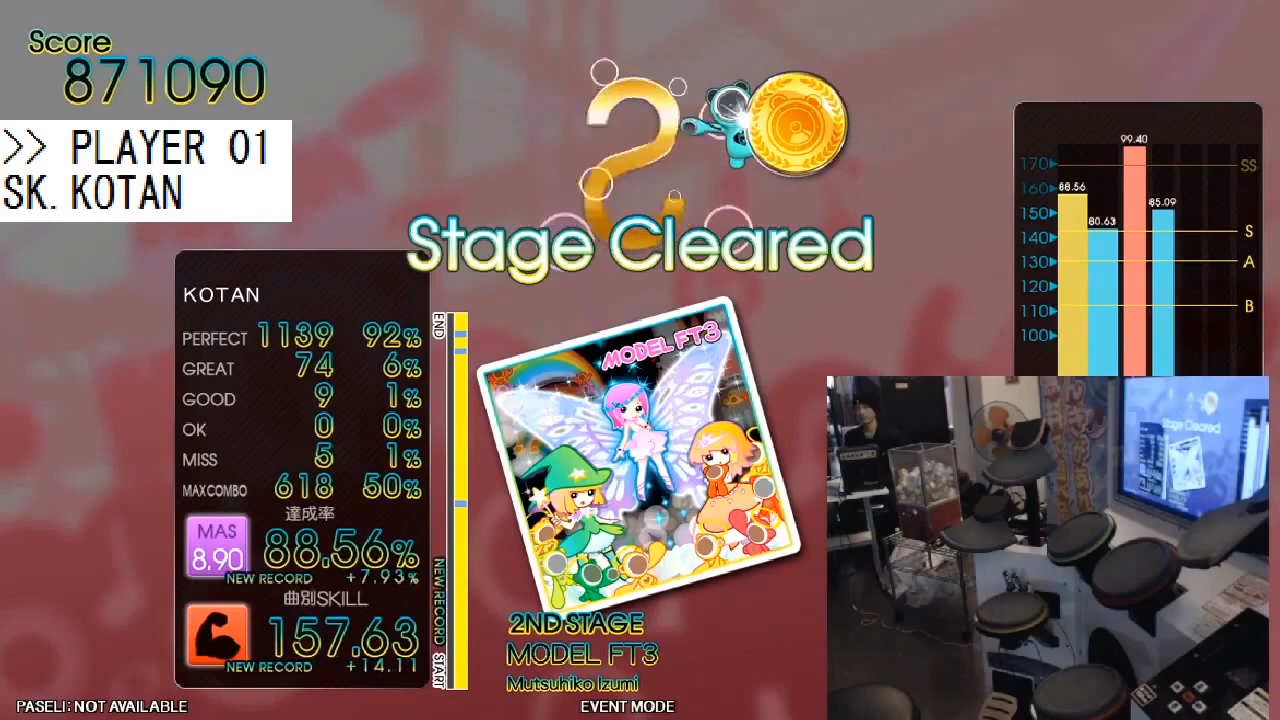 Score
871090
>> PLAYER 01
SK.KOTAN
2
Stage Cleared
KOTAN
PERFECT 1139 92%
GREAT 74 6%
GOOD 9 1%
OK 0 0%
MISS 5 1%
MAXCOMBO 618 50%
達成率
MAS
8.90
88.56%
NEW RECORD +7.93%
曲別SKILL
157.63
NEW RECORD +14.11
END
NEW RECORD
START
MODEL FT3
2ND STAGE
MODEL FT3
Mutsuhiko Izumi
99.40
88.56
80.63
85.09
170
160
150
140
130
120
110
100
SS
S
A
B
Stage Cleared
PASELI: NOT AVAILABLE
EVENT MODE